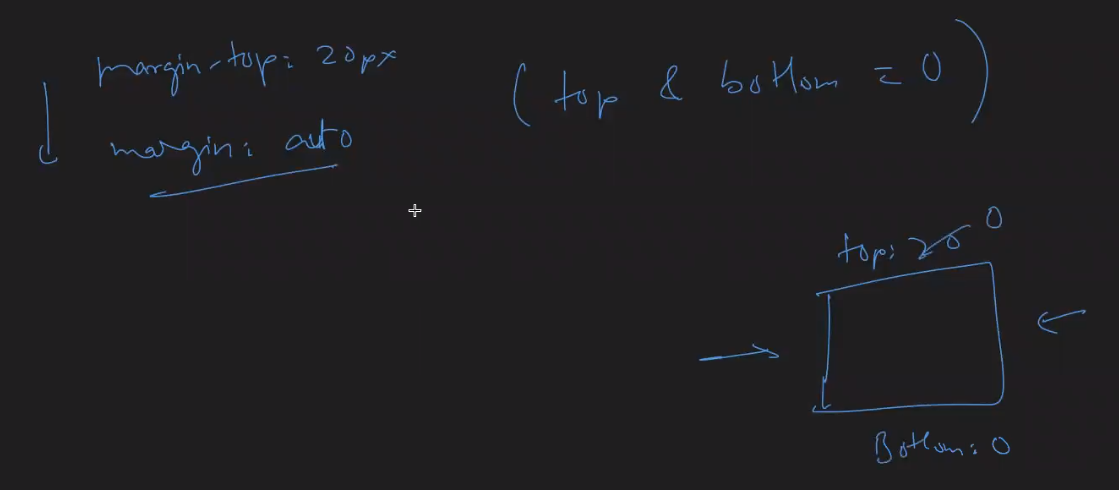 margin-top: 20px
(top & bottom = 0)
margin: auto
top: 20 0
Bottom: 0